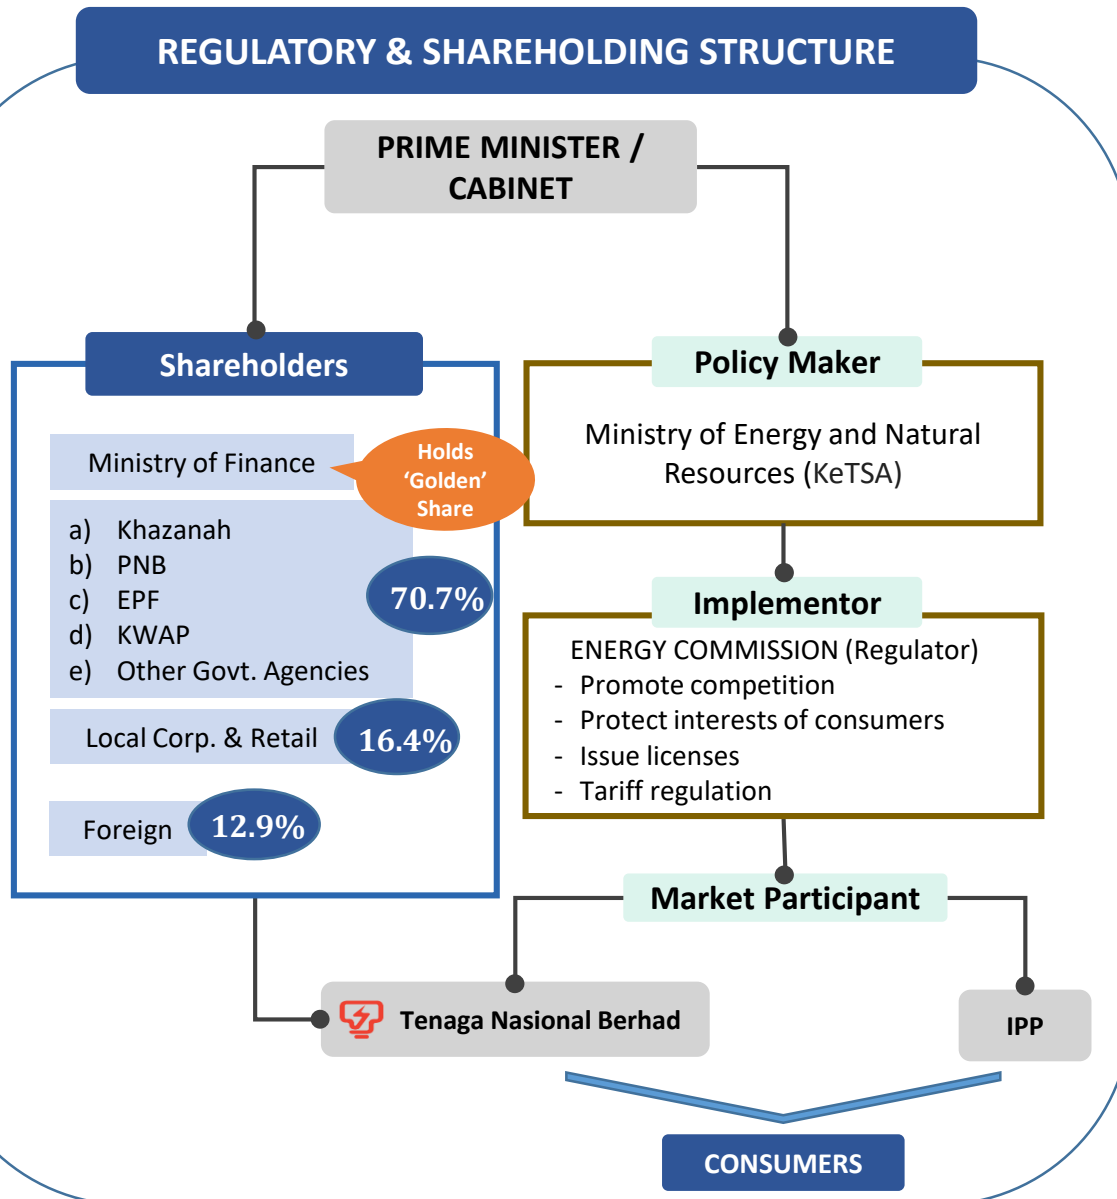 REGULATORY & SHAREHOLDING STRUCTURE
PRIME MINISTER /
CABINET
Shareholders
Ministry of Finance
Holds
‘Golden’
Share
a) Khazanah
b) PNB
c) EPF
d) KWAP
e) Other Govt. Agencies
70.7%
Local Corp. & Retail
16.4%
Foreign
12.9%
Policy Maker
Ministry of Energy and Natural
Resources (KeTSA)
Implementor
ENERGY COMMISSION (Regulator)
- Promote competition
- Protect interests of consumers
- Issue licenses
- Tariff regulation
Market Participant
Tenaga Nasional Berhad
IPP
CONSUMERS